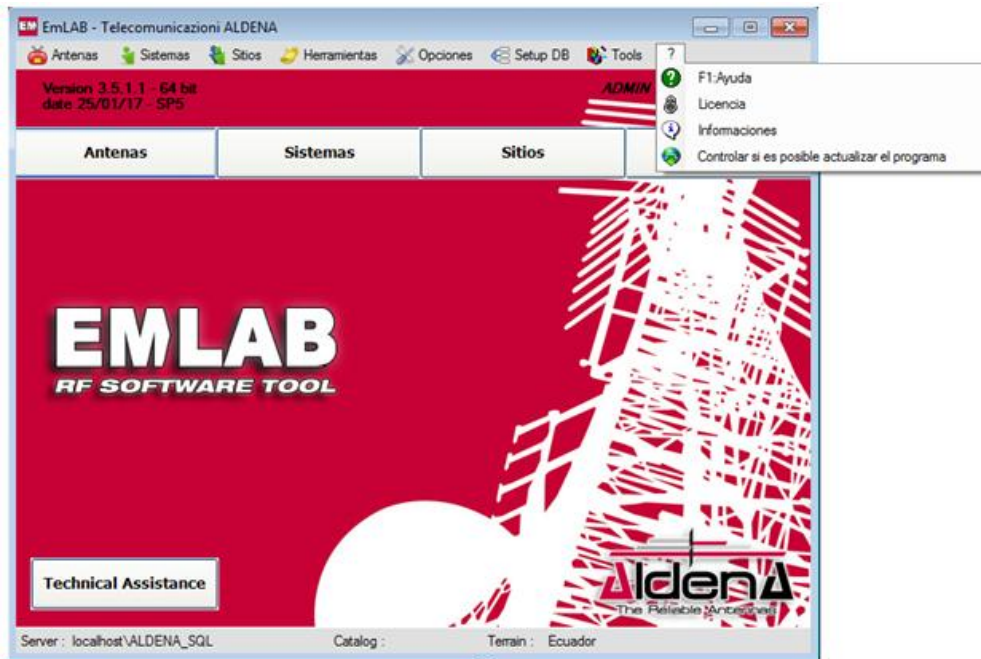 EM EmLAB - Telecomunicazioni ALDENA
Antenas Sistemas Sitios Herramientas Opciones Setup DB Tools ?
Version 3.5.1.1 - 64 bit
date 25/01/17 - SP5
ADMIN
F1:Ayuda
Licencia
Informaciones
Controlar si es posible actualizar el programa
Antenas Sistemas Sitios
EMLAB
RF SOFTWARE TOOL
Technical Assistance
AldenA
The Reliable Antennas
Server : localhost\ALDENA_SQL Catalog : Terrain : Ecuador